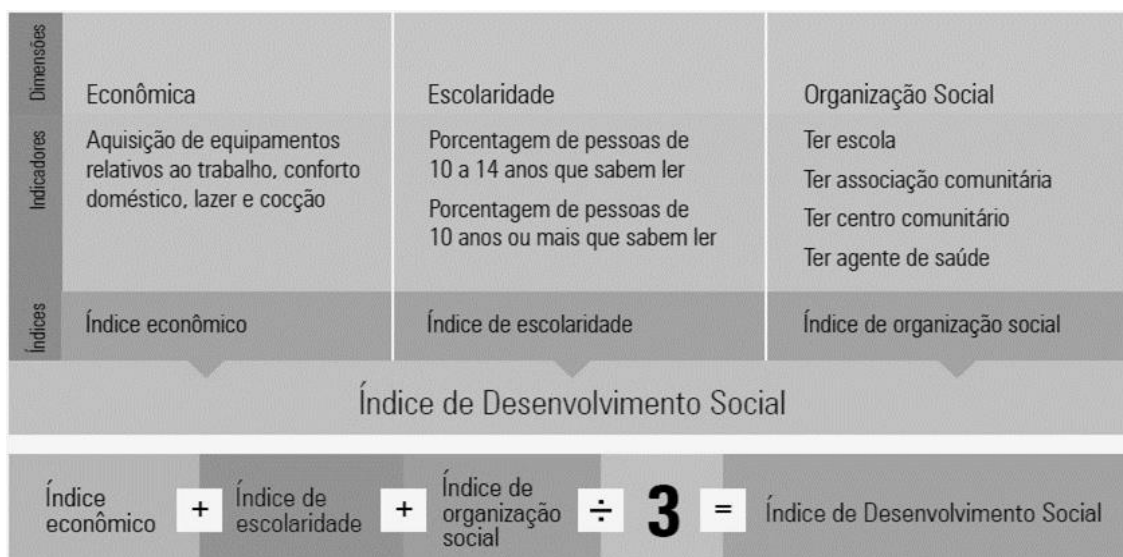 Dimensões
Econômica
Escolaridade
Organização Social
Indicadores
Aquisição de equipamentos
relativos ao trabalho, conforto
doméstico, lazer e cocção
Porcentagem de pessoas de
10 a 14 anos que sabem ler
Porcentagem de pessoas de
10 anos ou mais que sabem ler
Ter escola
Ter associação comunitária
Ter centro comunitário
Ter agente de saúde
Índices
Índice econômico
Índice de escolaridade
Índice de organização social
Índice de Desenvolvimento Social
Índice
econômico
+
Índice de
escolaridade
+
Índice de
organização
social
÷
3
=
Índice de Desenvolvimento Social